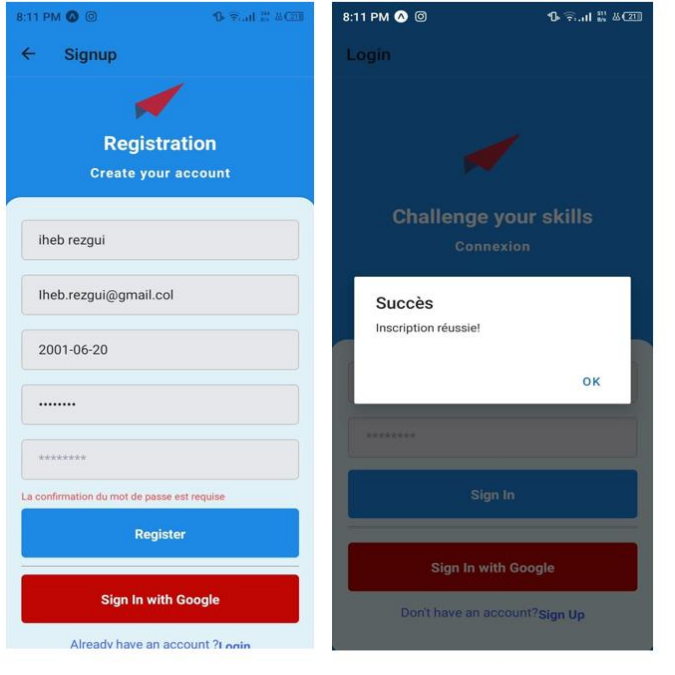 8:11 PM
Signup
Registration
Create your account
iheb rezgui
Iheb.rezgui@gmail.col
2001-06-20
••••••••
********
La confirmation du mot de passe est requise
Register
Sign In with Google
Already have an account ?Login
8:11 PM
Login
Challenge your skills
Connexion
Succès
Inscription réussie!
OK
********
Sign In
Sign In with Google
Don't have an account?Sign Up